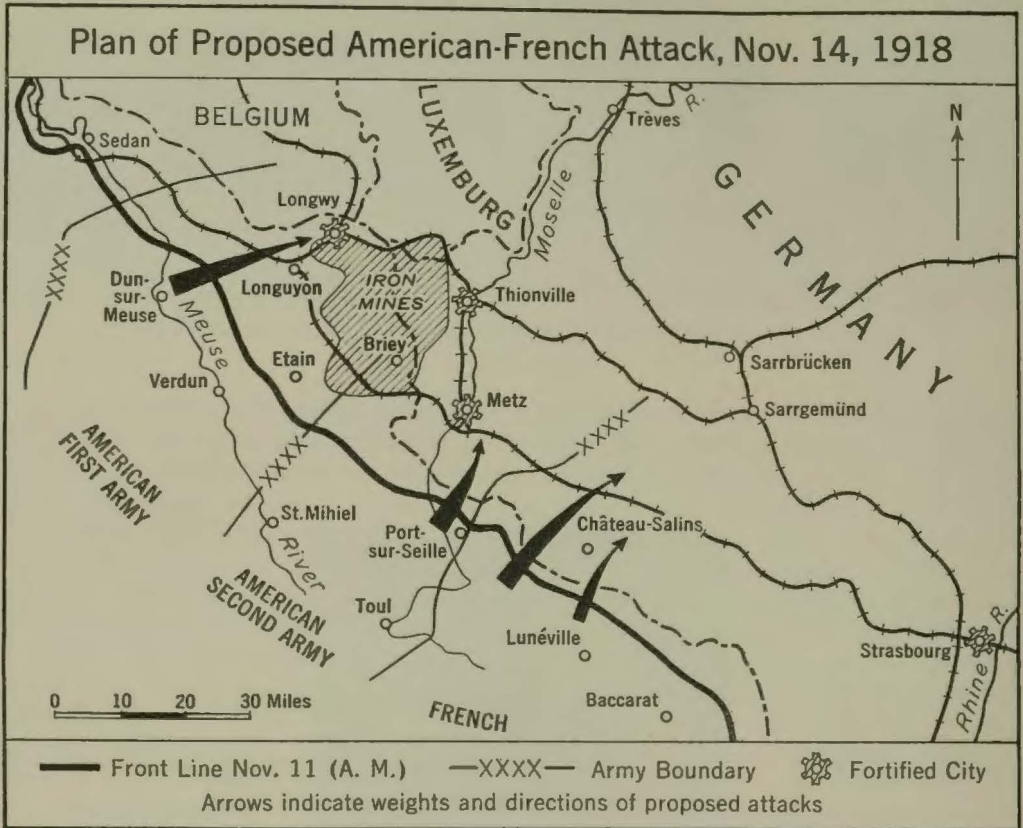 Plan of Proposed American-French Attack, Nov. 14, 1918
BELGIUM
LUXEMBURG
Trèves
R.
N
Sedan
GERMANY
Longwy
Moselle
XXXX
IRON
MINES
Longuyon
Thionville
Dun-
sur-
Meuse
Meuse
Briey
Etain
Sarrbrücken
Verdun
Metz
Sarrgemünd
AMERICAN
FIRST ARMY
XXXX
XXXX
St.Mihiel
Port-
sur-Seille
Château-Salins
River
AMERICAN
SECOND ARMY
Toul
Lunéville
Strasbourg
R.
Rhine
0 10 20 30 Miles
FRENCH
Baccarat
Front Line Nov. 11 (A. M.) —XXXX— Army Boundary Fortified City
Arrows indicate weights and directions of proposed attacks